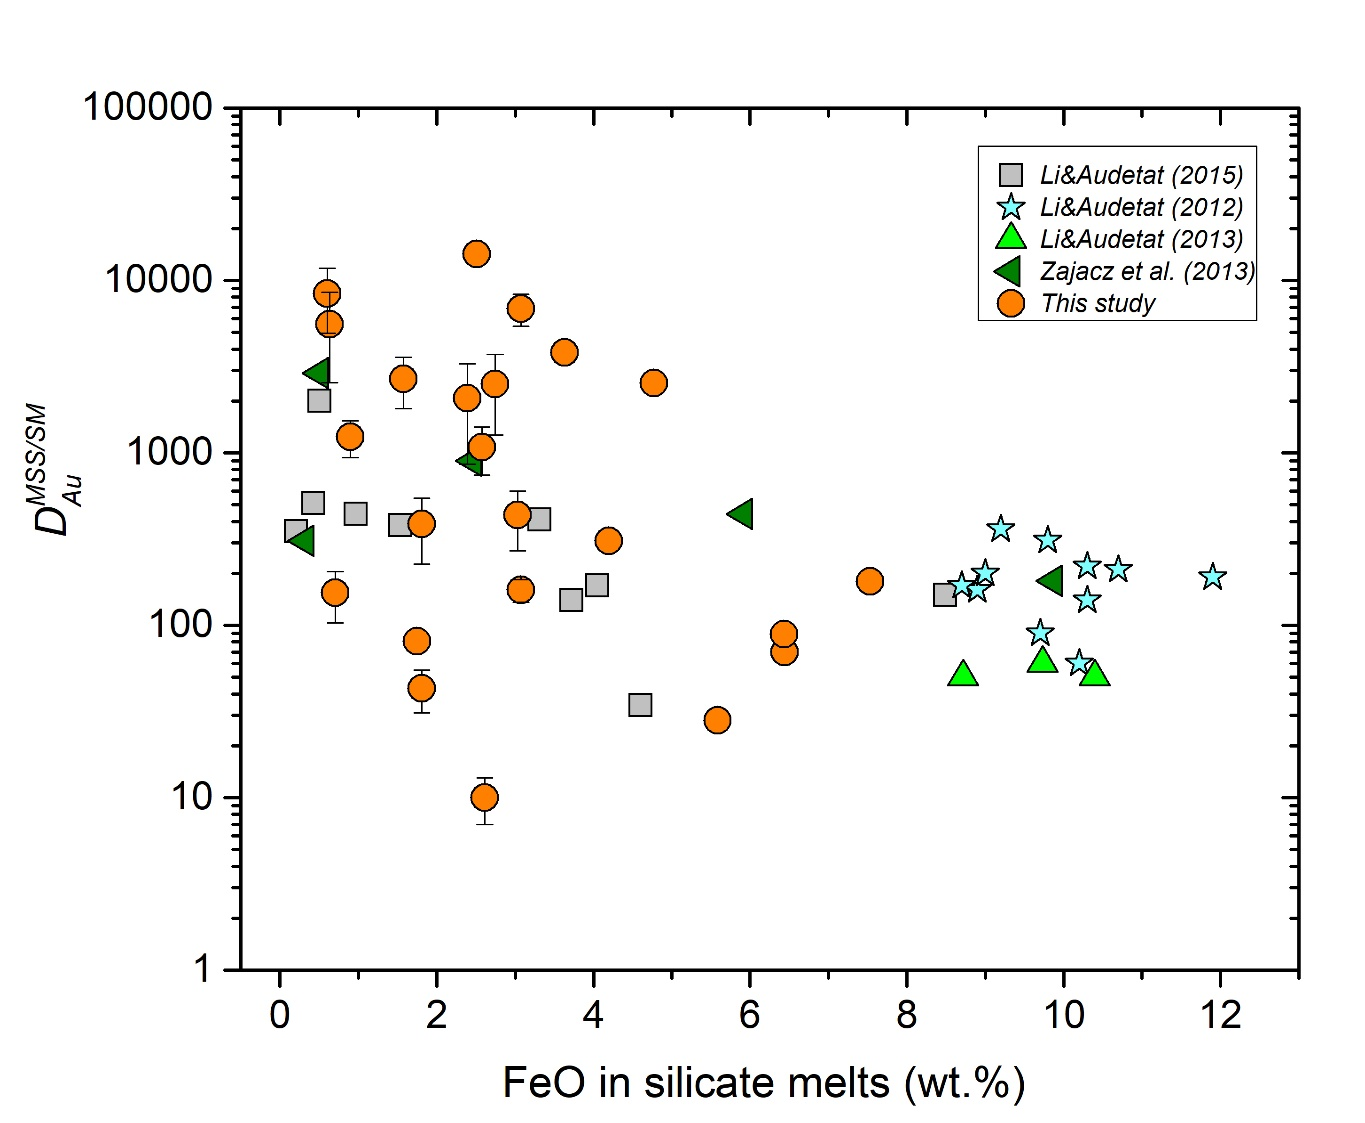 100000
10000
1000
100
10
1
D Au MSS/SM
Li&Audetat (2015)
Li&Audetat (2012)
Li&Audetat (2013)
Zajacz et al. (2013)
This study
0 2 4 6 8 10 12
FeO in silicate melts (wt.%)